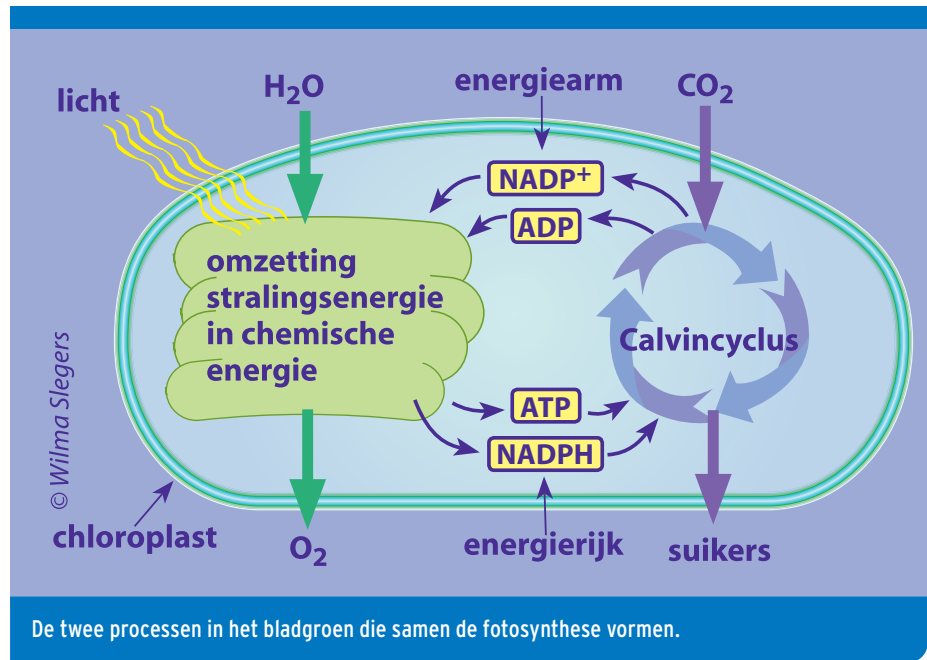 licht
H₂O
energiearm
CO₂
NADP⁺
ADP
omzetting
stralingsenergie
in chemische
energie
Calvincyclus
ATP
NADPH
© Wilma Slegers
chloroplast
O₂
energierijk
suikers
De twee processen in het bladgroen die samen de fotosynthese vormen.